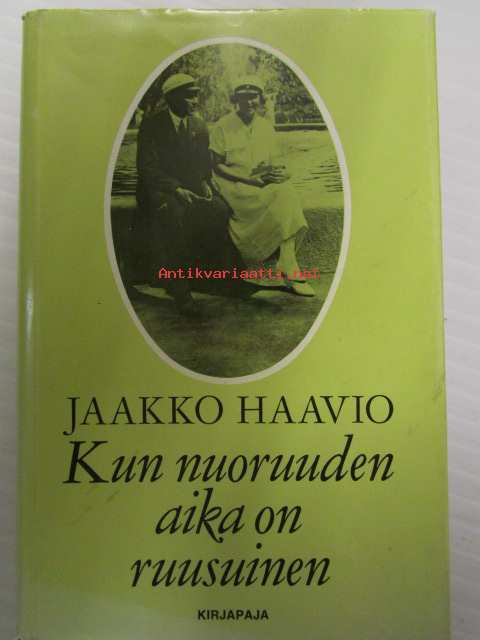 Antikvariaatti.net
JAAKKO HAAVIO
Kun nuoruuden
aika on
ruusuinen
KIRJAPAJA